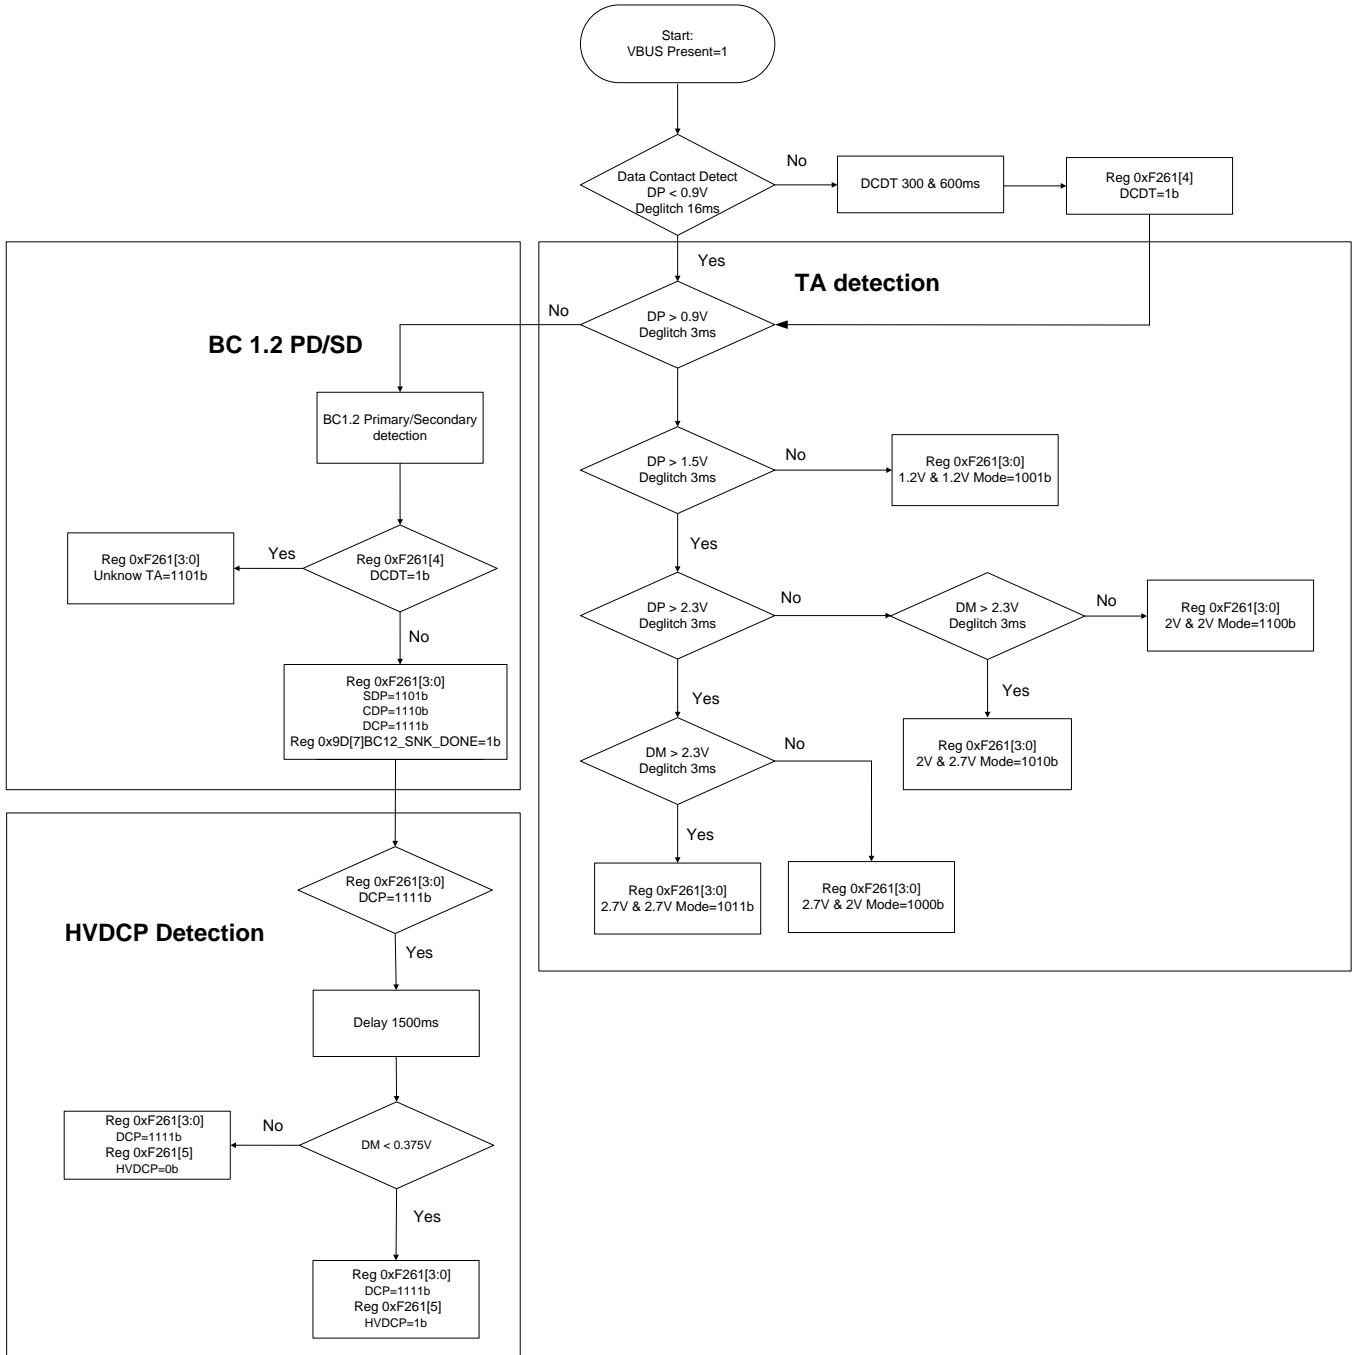 Start:
VBUS Present=1
Data Contact Detect
DP < 0.9V
Deglitch 16ms
No
DCDT 300 & 600ms
Reg 0xF261[4]
DCDT=1b
Yes
TA detection
DP > 0.9V
Deglitch 3ms
No
BC 1.2 PD/SD
BC1.2 Primary/Secondary
detection
DP > 1.5V
Deglitch 3ms
No
Reg 0xF261[3:0]
1.2V & 1.2V Mode=1001b
Yes
Reg 0xF261[4]
DCDT=1b
Yes
Reg 0xF261[3:0]
Unknow TA=1101b
No
DP > 2.3V
Deglitch 3ms
No
DM > 2.3V
Deglitch 3ms
No
Reg 0xF261[3:0]
2V & 2V Mode=1100b
Yes
Yes
Reg 0xF261[3:0]
SDP=1101b
CDP=1110b
DCP=1111b
Reg 0x9D[7]BC12_SNK_DONE=1b
DM > 2.3V
Deglitch 3ms
No
Reg 0xF261[3:0]
2V & 2.7V Mode=1010b
Yes
Reg 0xF261[3:0]
2.7V & 2.7V Mode=1011b
Reg 0xF261[3:0]
2.7V & 2V Mode=1000b
HVDCP Detection
Reg 0xF261[3:0]
DCP=1111b
Yes
Delay 1500ms
DM < 0.375V
No
Reg 0xF261[3:0]
DCP=1111b
Reg 0xF261[5]
HVDCP=0b
Yes
Reg 0xF261[3:0]
DCP=1111b
Reg 0xF261[5]
HVDCP=1b